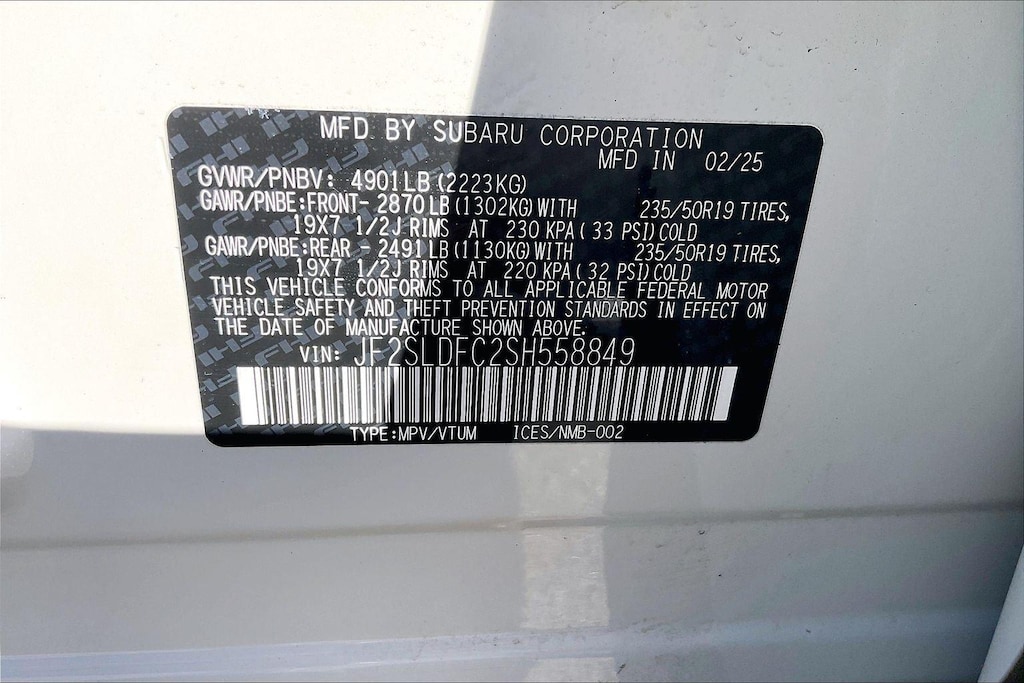 MFD BY SUBARU CORPORATION
MFD IN 02/25
GVWR/PNBV: 4901LB(2223KG)
GAWR/PNBE:FRONT-2870LB(1302KG)WITH 235/50R19 TIRES,
19X7 1/2J RIMS AT 230 KPA(33 PSI)COLD
GAWR/PNBE:REAR -2491LB(1130KG)WITH 235/50R19 TIRES,
19X7 1/2J RIMS AT 220 KPA(32 PSI)COLD
THIS VEHICLE CONFORMS TO ALL APPLICABLE FEDERAL MOTOR
VEHICLE SAFETY AND THEFT PREVENTION STANDARDS IN EFFECT ON
THE DATE OF MANUFACTURE SHOWN ABOVE.
VIN: JF2SLDFC2SH558849
TYPE:MPV/VTUM ICES/NMB-002